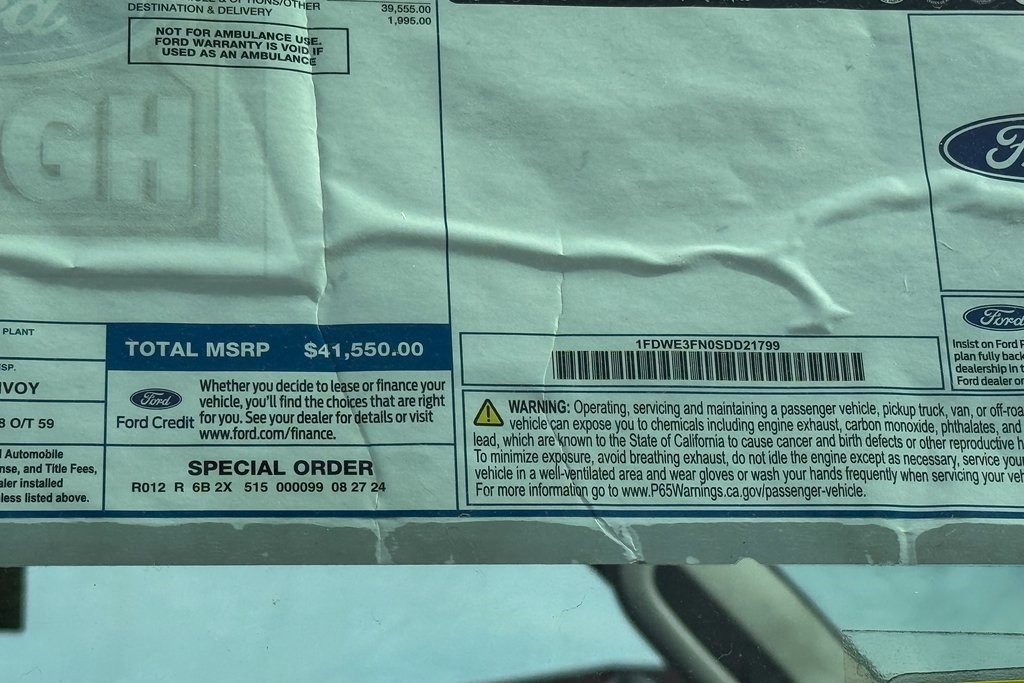 OPTIONS/OTHER 39,555.00
DESTINATION & DELIVERY 1,995.00
NOT FOR AMBULANCE USE.
FORD WARRANTY IS VOID IF
USED AS AN AMBULANCE
GH
Ford
PLANT
TOTAL MSRP $41,550.00
Ford
Ford Credit
Whether you decide to lease or finance your
vehicle, you'll find the choices that are right
for you. See your dealer for details or visit
www.ford.com/finance.
O/T 59
Automobile
and Title Fees,
installed
listed above.
SPECIAL ORDER
R012 R 6B 2X 515 000099 08 27 24
1FDWE3FN0SDD21799
WARNING: Operating, servicing and maintaining a passenger vehicle, pickup truck, van, or off-roa
vehicle can expose you to chemicals including engine exhaust, carbon monoxide, phthalates, and
lead, which are known to the State of California to cause cancer and birth defects or other reproductive h
To minimize exposure, avoid breathing exhaust, do not idle the engine except as necessary, service your
vehicle in a well-ventilated area and wear gloves or wash your hands frequently when servicing your veh
For more information go to www.P65Warnings.ca.gov/passenger-vehicle.
Ford
Insist on Ford P
plan fully back
dealership in t
Ford dealer or